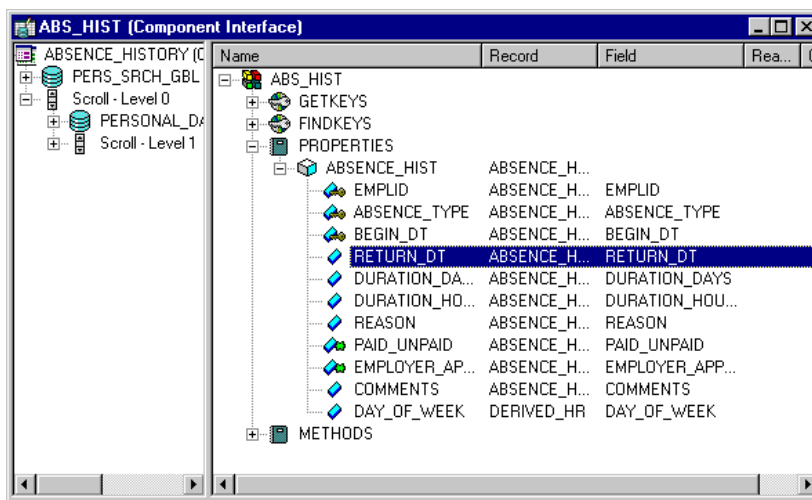 ABS_HIST (Component Interface)
ABSENCE_HISTORY (C
PERS_SRCH_GBL
Scroll - Level 0
PERSONAL_DA
Scroll - Level 1
Name Record Field Rea...
ABS_HIST
GETKEYS
FINDKEYS
PROPERTIES
ABSENCE_HIST ABSENCE_H...
EMPLID ABSENCE_H... EMPLID
ABSENCE_TYPE ABSENCE_H... ABSENCE_TYPE
BEGIN_DT ABSENCE_H... BEGIN_DT
RETURN_DT ABSENCE_H... RETURN_DT
DURATION_DA... ABSENCE_H... DURATION_DAYS
DURATION_HO... ABSENCE_H... DURATION_HOU...
REASON ABSENCE_H... REASON
PAID_UNPAID ABSENCE_H... PAID_UNPAID
EMPLOYER_AP... ABSENCE_H... EMPLOYER_APP...
COMMENTS ABSENCE_H... COMMENTS
DAY_OF_WEEK DERIVED_HR DAY_OF_WEEK
METHODS